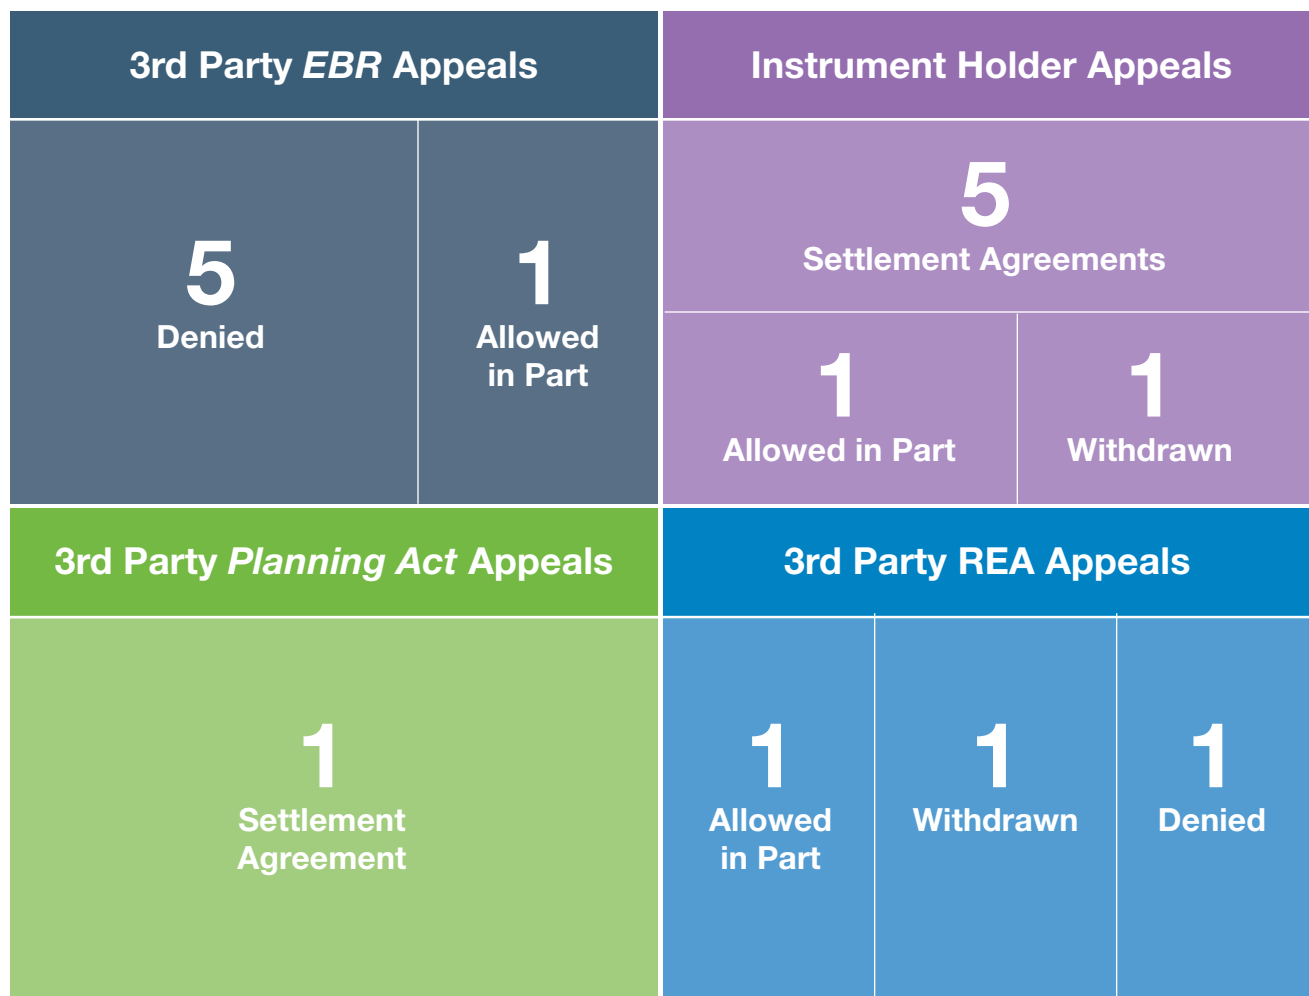 3rd Party EBR Appeals
5
Denied
1
Allowed
in Part
Instrument Holder Appeals
5
Settlement Agreements
1
Allowed in Part
1
Withdrawn
3rd Party Planning Act Appeals
1
Settlement
Agreement
3rd Party REA Appeals
1
Allowed
in Part
1
Withdrawn
1
Denied